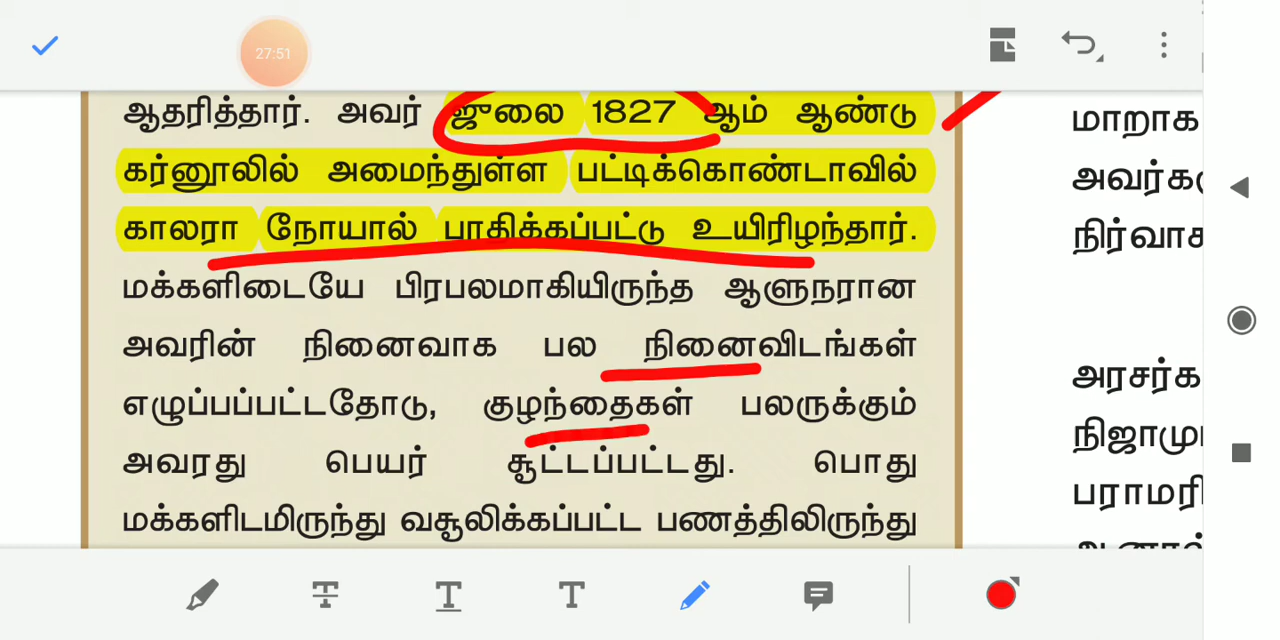 27:51
ஆதரித்தார். அவர் ஜுலை 1827 ஆம் ஆண்டு
கர்னூலில் அமைந்துள்ள பட்டிக்கொண்டாவில்
காலரா நோயால் பாதிக்கப்பட்டு உயிரிழந்தார்.
மக்களிடையே பிரபலமாகியிருந்த ஆளுநரான
அவரின் நினைவாக பல நினைவிடங்கள்
எழுப்பப்பட்டதோடு, குழந்தைகள் பலருக்கும்
அவரது பெயர் சூட்டப்பட்டது. பொது
மக்களிடமிருந்து வசூலிக்கப்பட்ட பணத்திலிருந்து
மாறாக
அவர்க
நிர்வாக
அரசர்க
நிஜாமு
பராமரி